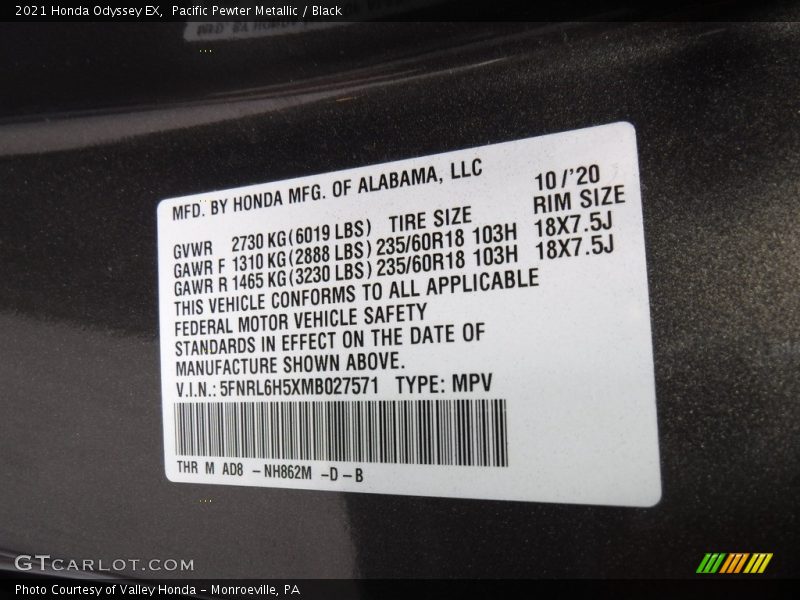 2021 Honda Odyssey EX,  Pacific Pewter Metallic / Black
MFD. BY HONDA MFG. OF ALABAMA, LLC 10/'20
GVWR 2730 KG(6019 LBS) TIRE SIZE RIM SIZE
GAWR F 1310 KG(2888 LBS) 235/60R18 103H 18X7.5J
GAWR R 1465 KG(3230 LBS) 235/60R18 103H 18X7.5J
THIS VEHICLE CONFORMS TO ALL APPLICABLE
FEDERAL MOTOR VEHICLE SAFETY
STANDARDS IN EFFECT ON THE DATE OF
MANUFACTURE SHOWN ABOVE.
V.I.N.: 5FNRL6H5XMB027571 TYPE: MPV
THR M AD8 -NH862M -D-B
GTCARLOT.COM
Photo Courtesy of Valley Honda - Monroeville, PA